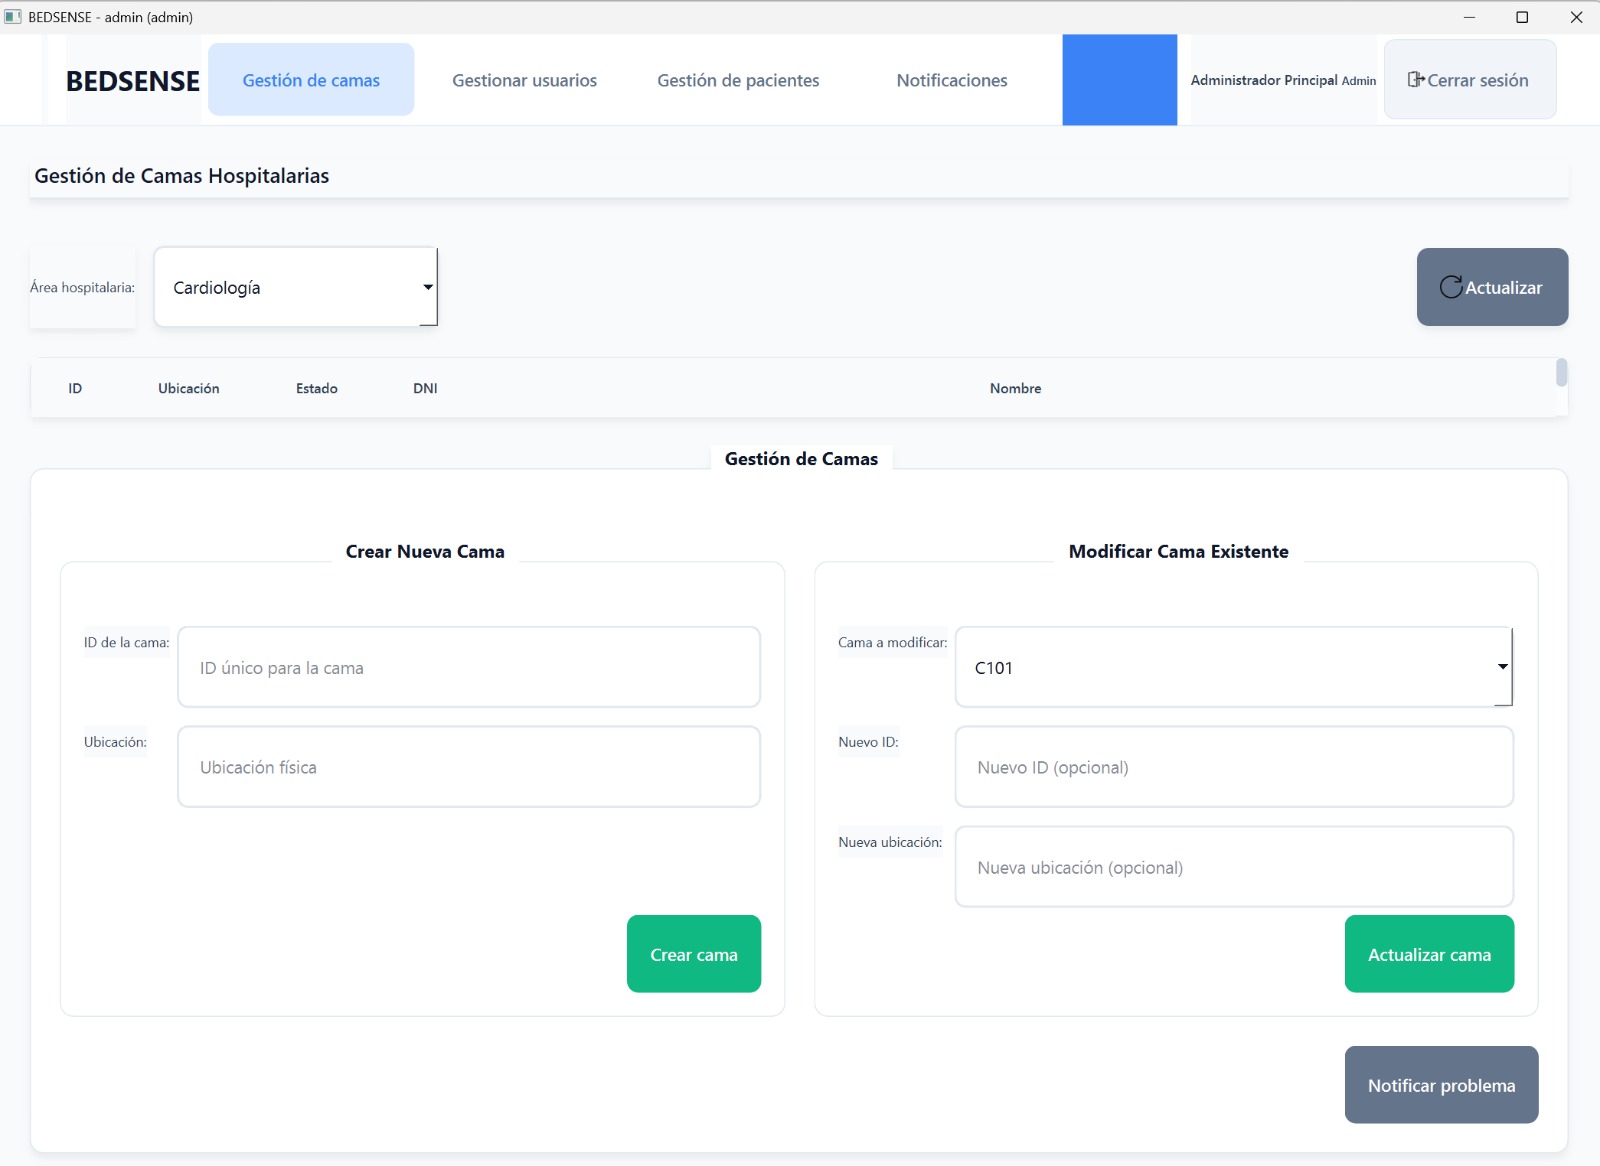 BEDSENSE - admin (admin)
BEDSENSE
Gestión de camas
Gestionar usuarios
Gestión de pacientes
Notificaciones
Administrador Principal Admin
Cerrar sesión
Gestión de Camas Hospitalarias
Área hospitalaria:
Cardiología
Actualizar
ID Ubicación Estado DNI Nombre
Gestión de Camas
Crear Nueva Cama
ID de la cama:
ID único para la cama
Ubicación:
Ubicación física
Crear cama
Modificar Cama Existente
Cama a modificar:
C101
Nuevo ID:
Nuevo ID (opcional)
Nueva ubicación:
Nueva ubicación (opcional)
Actualizar cama
Notificar problema